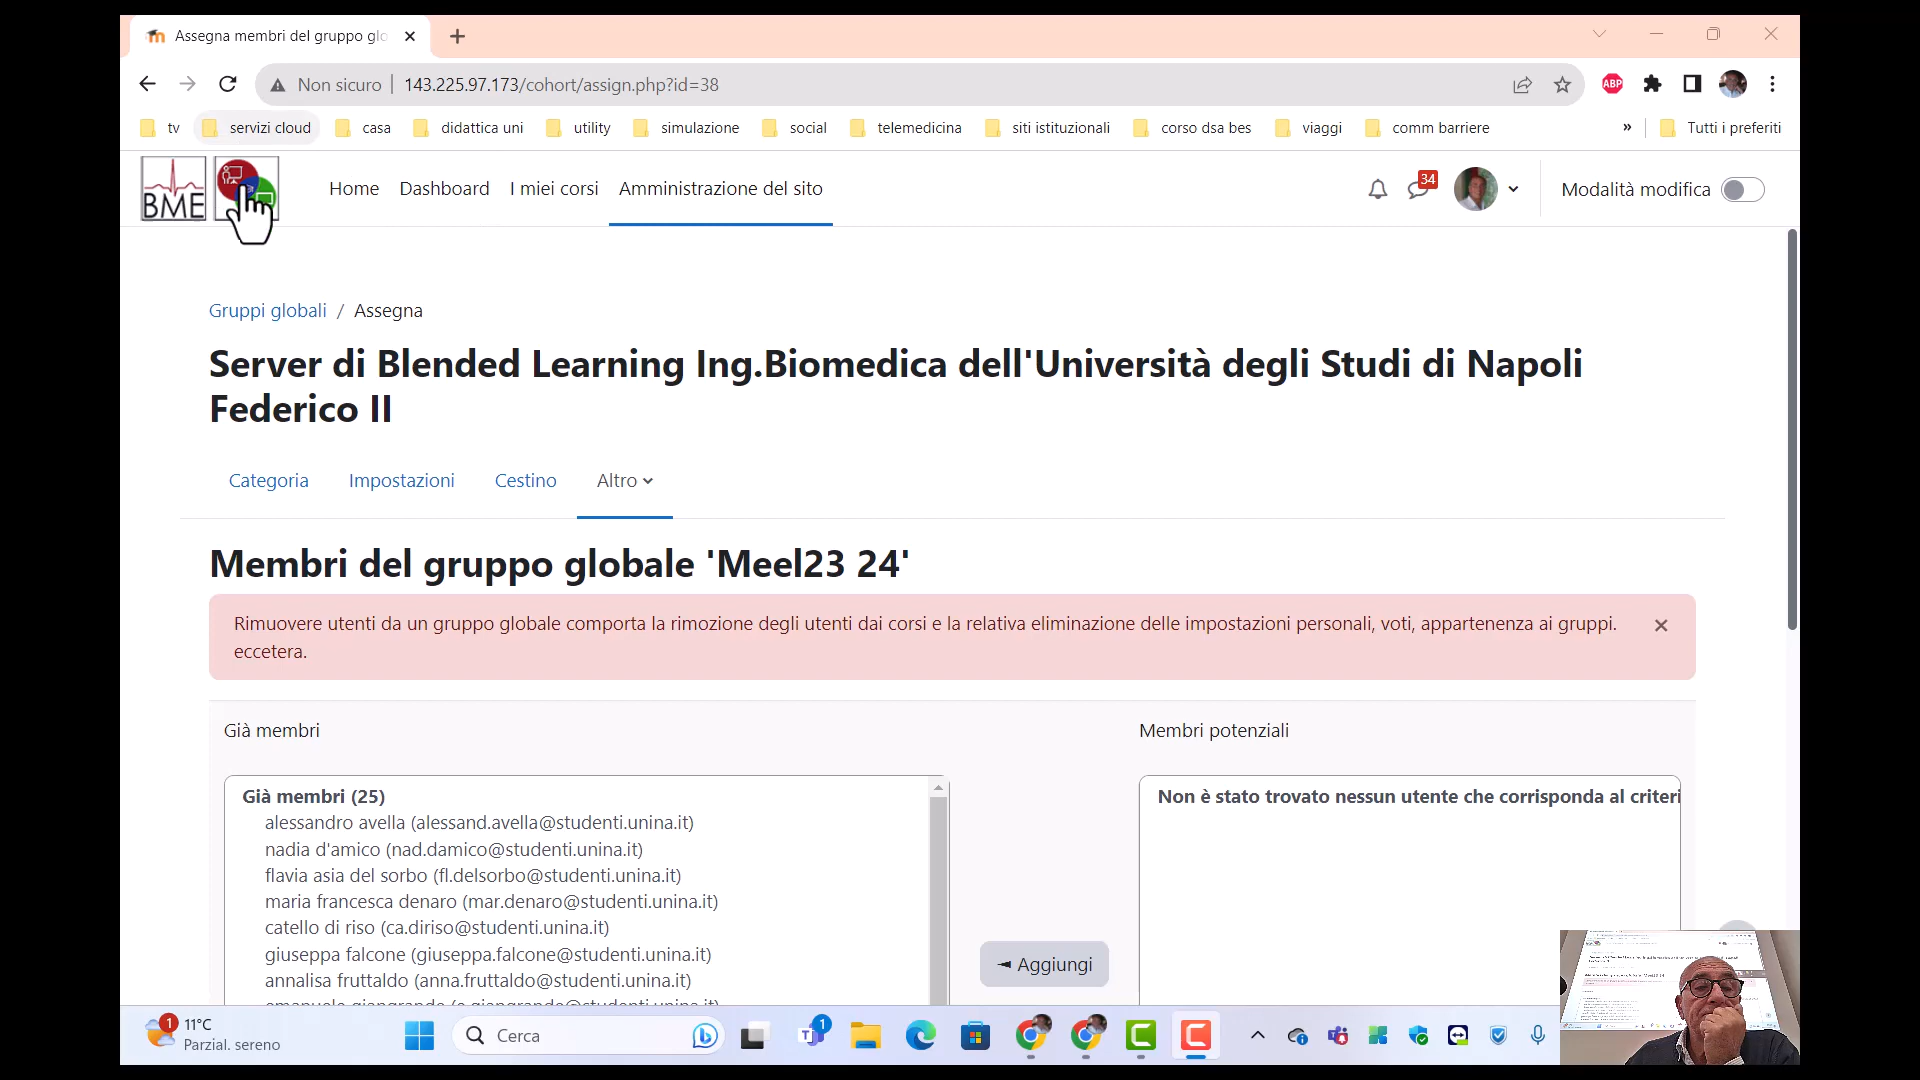 Assegna membri del gruppo glo
Non sicuro
143.225.97.173/cohort/assign.php?id=38
ABP
tv
servizi cloud
casa
didattica uni
utility
simulazione
social
telemedicina
siti istituzionali
corso dsa bes
viaggi
comm barriere
»
Tutti i preferiti
BME
Home
Dashboard
I miei corsi
Amministrazione del sito
34
Modalità modifica
Gruppi globali / Assegna
Server di Blended Learning Ing.Biomedica dell'Università degli Studi di Napoli
Federico II
Categoria
Impostazioni
Cestino
Altro
Membri del gruppo globale 'Meel23 24'
Rimuovere utenti da un gruppo globale comporta la rimozione degli utenti dai corsi e la relativa eliminazione delle impostazioni personali, voti, appartenenza ai gruppi.
eccetera.
Già membri
Membri potenziali
Già membri (25)
alessandro avella (alessand.avella@studenti.unina.it)
nadia d'amico (nad.damico@studenti.unina.it)
flavia asia del sorbo (fl.delsorbo@studenti.unina.it)
maria francesca denaro (mar.denaro@studenti.unina.it)
catello di riso (ca.diriso@studenti.unina.it)
giuseppa falcone (giuseppa.falcone@studenti.unina.it)
annalisa fruttaldo (anna.fruttaldo@studenti.unina.it)
Non è stato trovato nessun utente che corrisponda al criteri
◄ Aggiungi
1
11°C
Parzial. sereno
Cerca
1